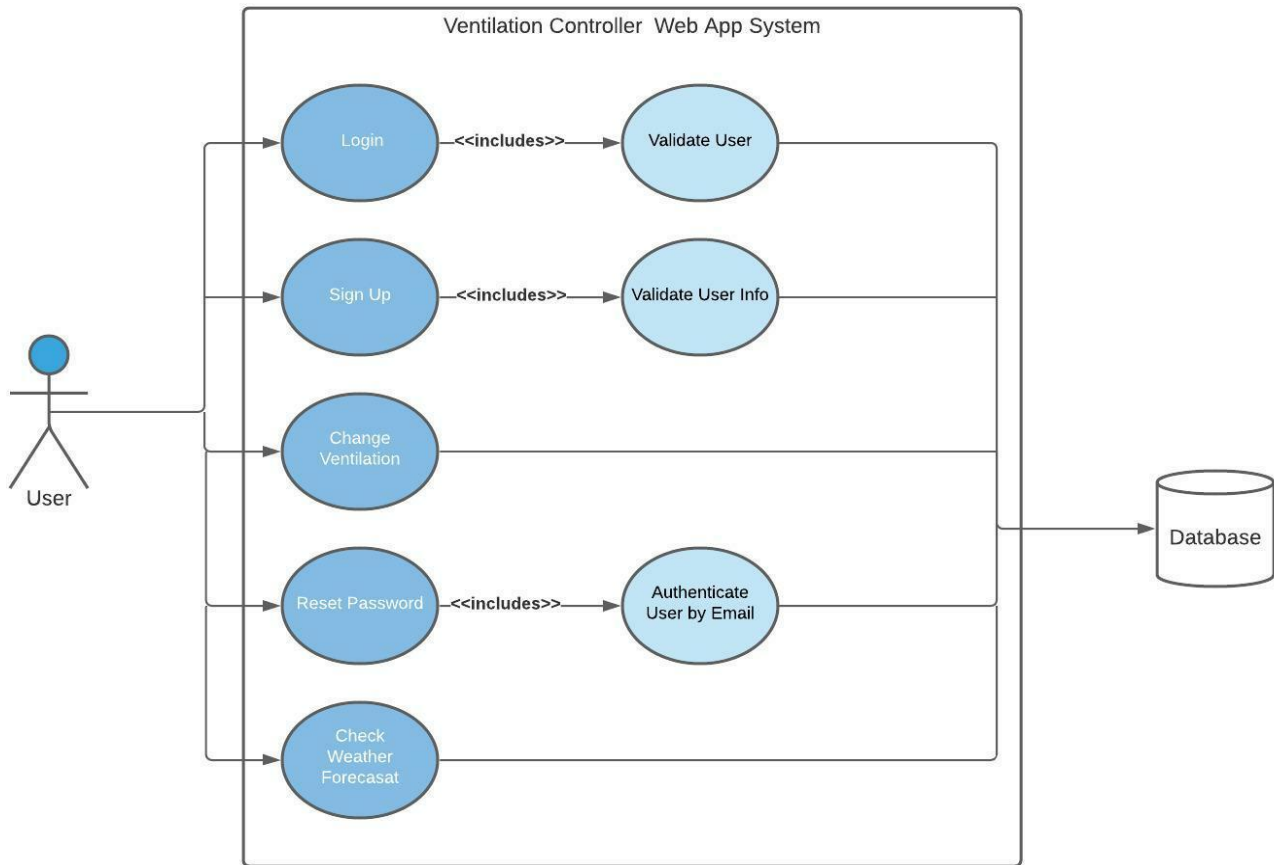 Ventilation Controller  Web App System
Login
<<includes>>
Validate User
Sign Up
<<includes>>
Validate User Info
User
Change
Ventilation
Database
Reset Password
<<includes>>
Authenticate
User by Email
Check
Weather
Forecasat